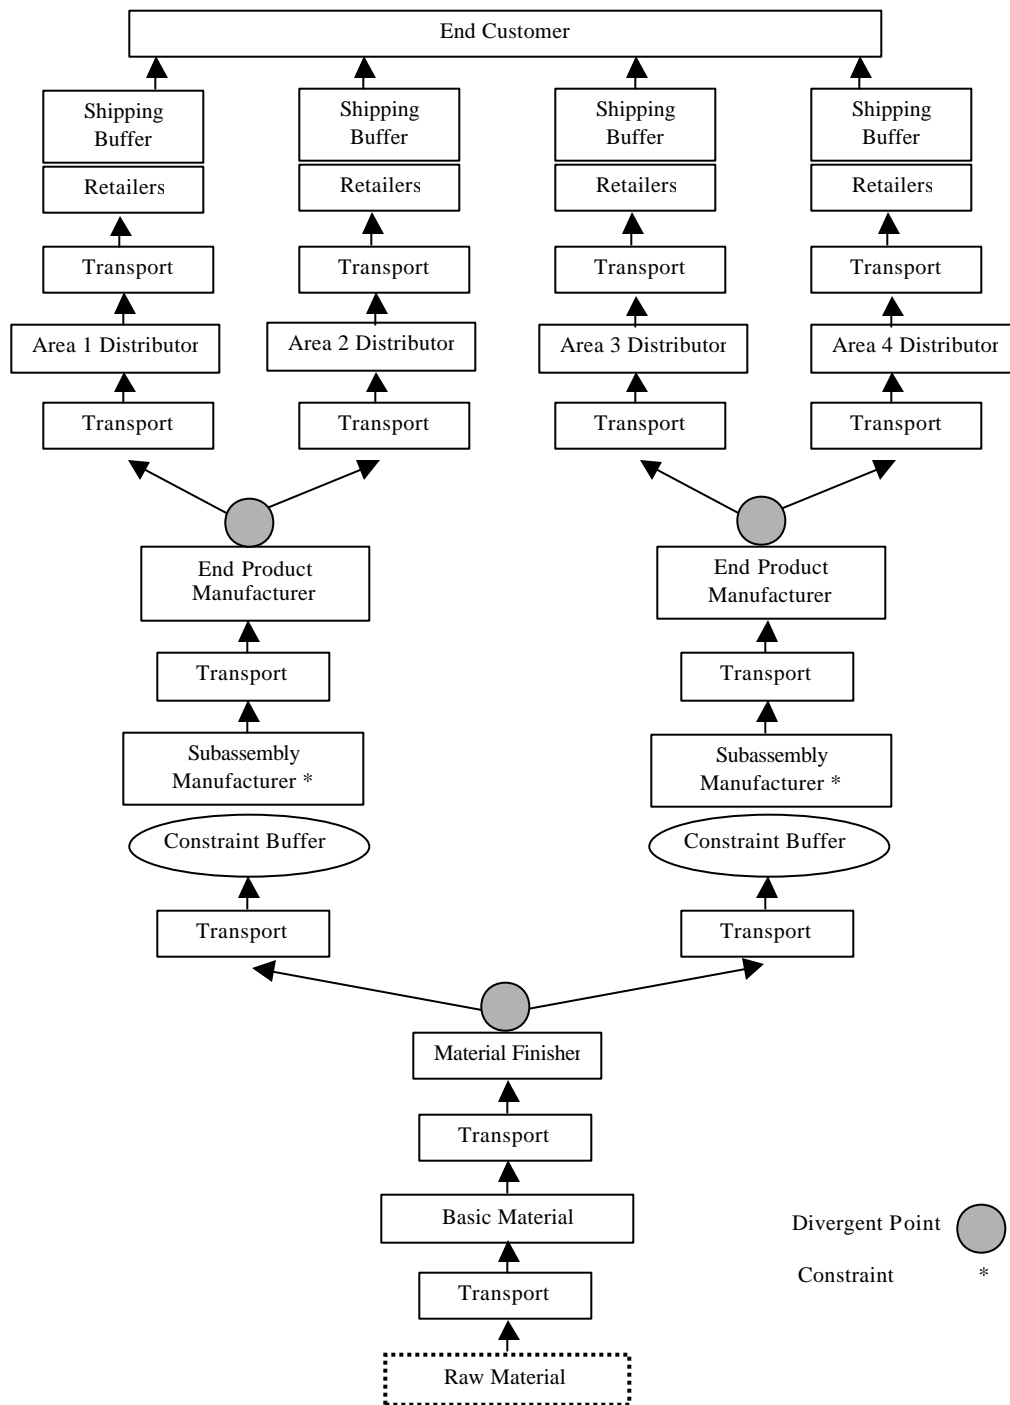 End Customer
Shipping
Buffer
Shipping
Buffer
Shipping
Buffer
Shipping
Buffer
Retailers
Retailers
Retailers
Retailers
Transport
Transport
Transport
Transport
Area 1 Distributor
Area 2 Distributor
Area 3 Distributor
Area 4 Distributor
Transport
Transport
Transport
Transport
End Product
Manufacturer
End Product
Manufacturer
Transport
Transport
Subassembly
Manufacturer *
Subassembly
Manufacturer *
Constraint Buffer
Constraint Buffer
Transport
Transport
Material Finisher
Transport
Basic Material
Divergent Point
Transport
Constraint *
Raw Material